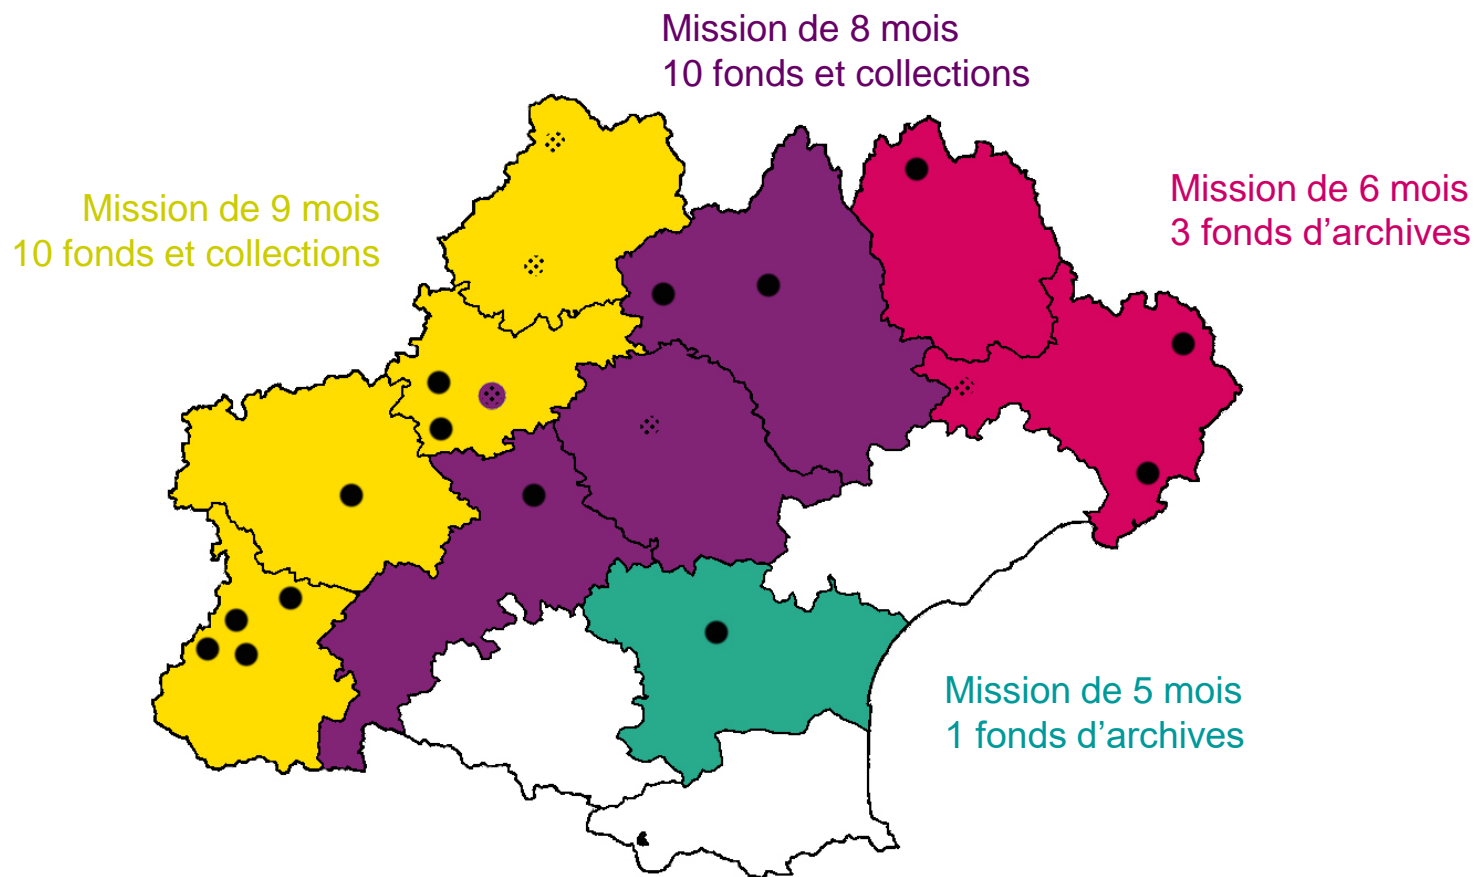 Mission de 8 mois
10 fonds et collections
Mission de 9 mois
10 fonds et collections
Mission de 6 mois
3 fonds d'archives
Mission de 5 mois
1 fonds d'archives